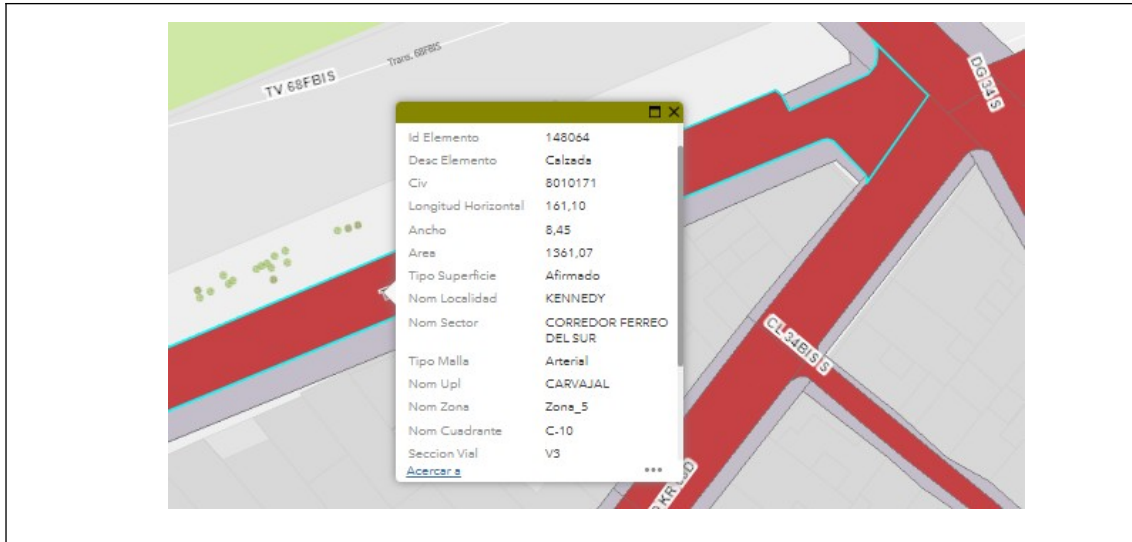 TV 68FBIS
Trans. 68FBIS
DG 34 S
Id Elemento 148064
Desc Elemento Calzada
Civ 8010171
Longitud Horizontal 161,10
Ancho 8,45
Area 1361,07
Tipo Superficie Afirmado
Nom Localidad KENNEDY
Nom Sector CORREDOR FERREO
DEL SUR
Tipo Malla Arterial
Nom Upl CARVAJAL
Nom Zona Zona_5
Nom Cuadrante C-10
Seccion Vial V3
Acercar a
CL 34BIS S
KR